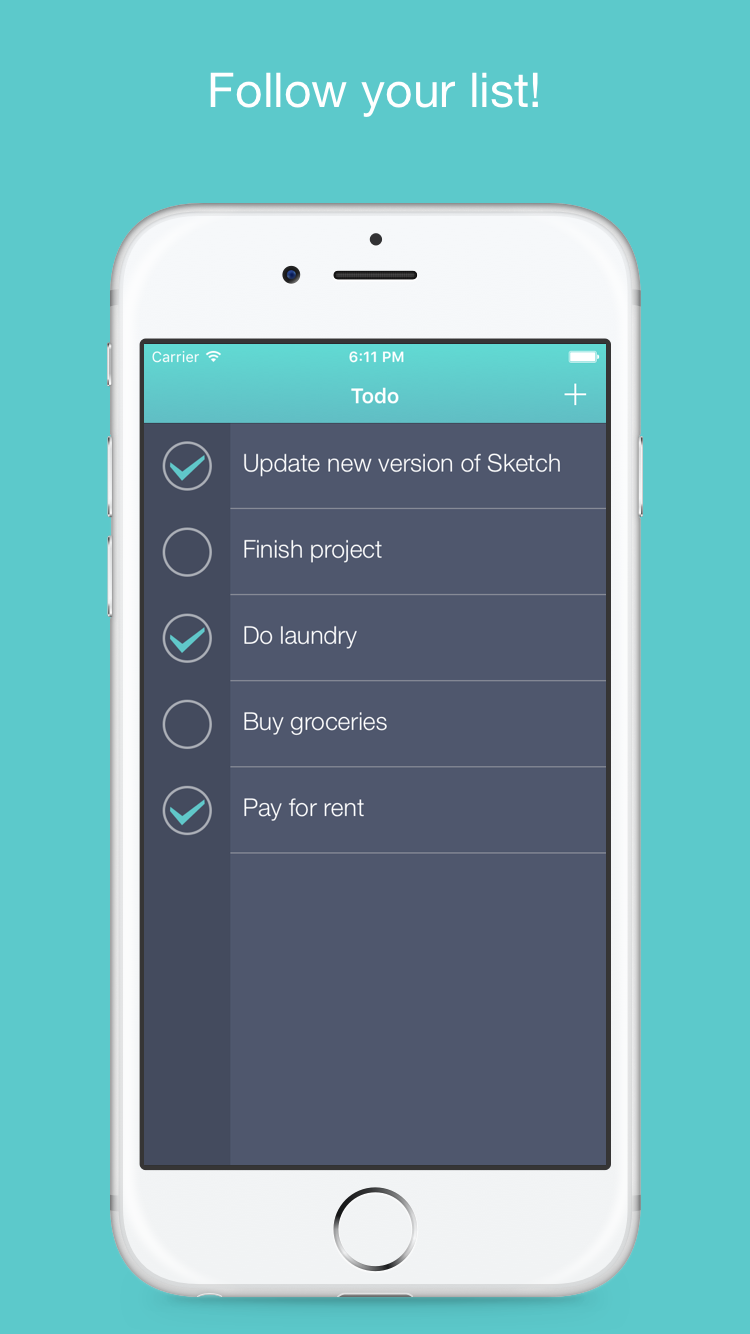 Follow your list!
Carrier 6:11 PM
Todo
Update new version of Sketch
Finish project
Do laundry
Buy groceries
Pay for rent